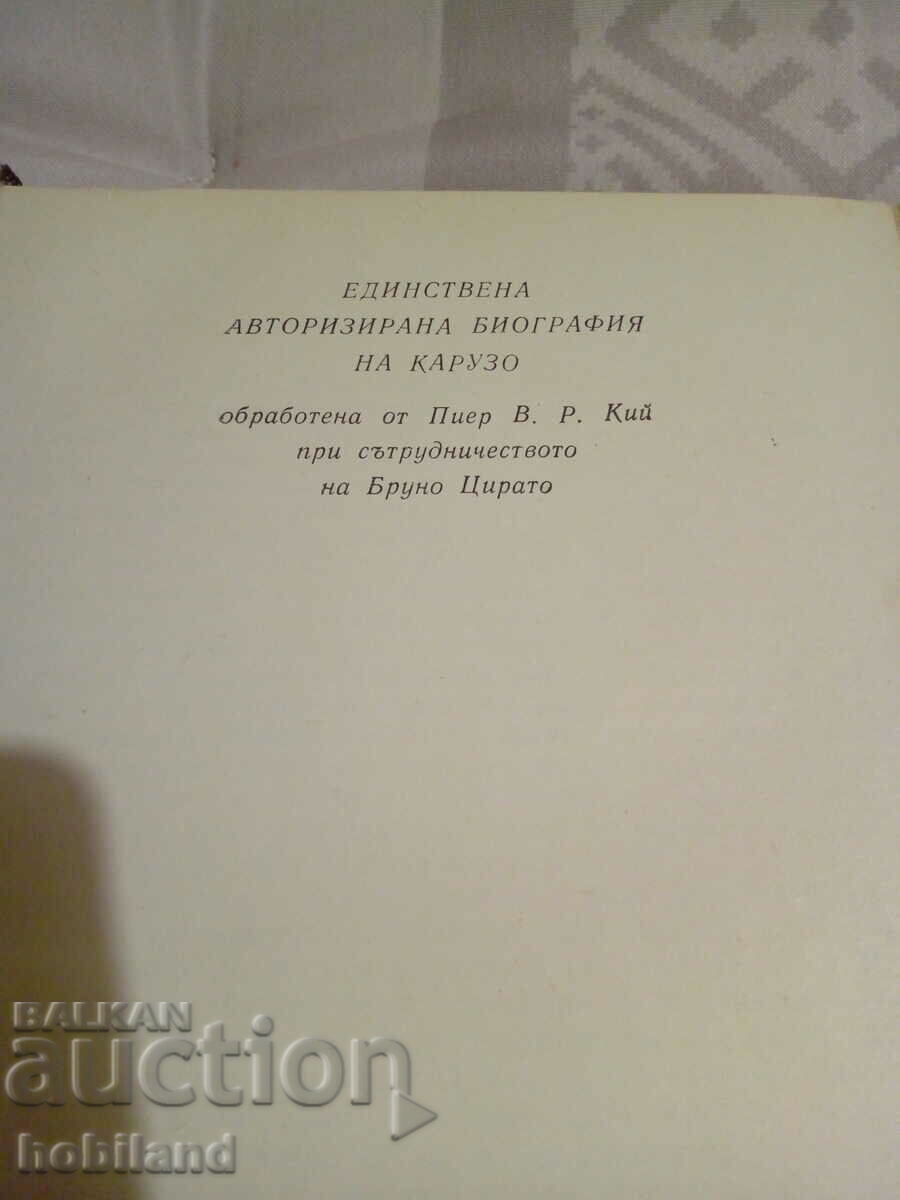 ЕДИНСТВЕНА
АВТОРИЗИРАНА БИОГРАФИЯ
НА КАРУЗО
обработена от Пиер В. Р. Кий
при сътрудничеството
на Бруно Цирато
BALKAN
auction
hobiland